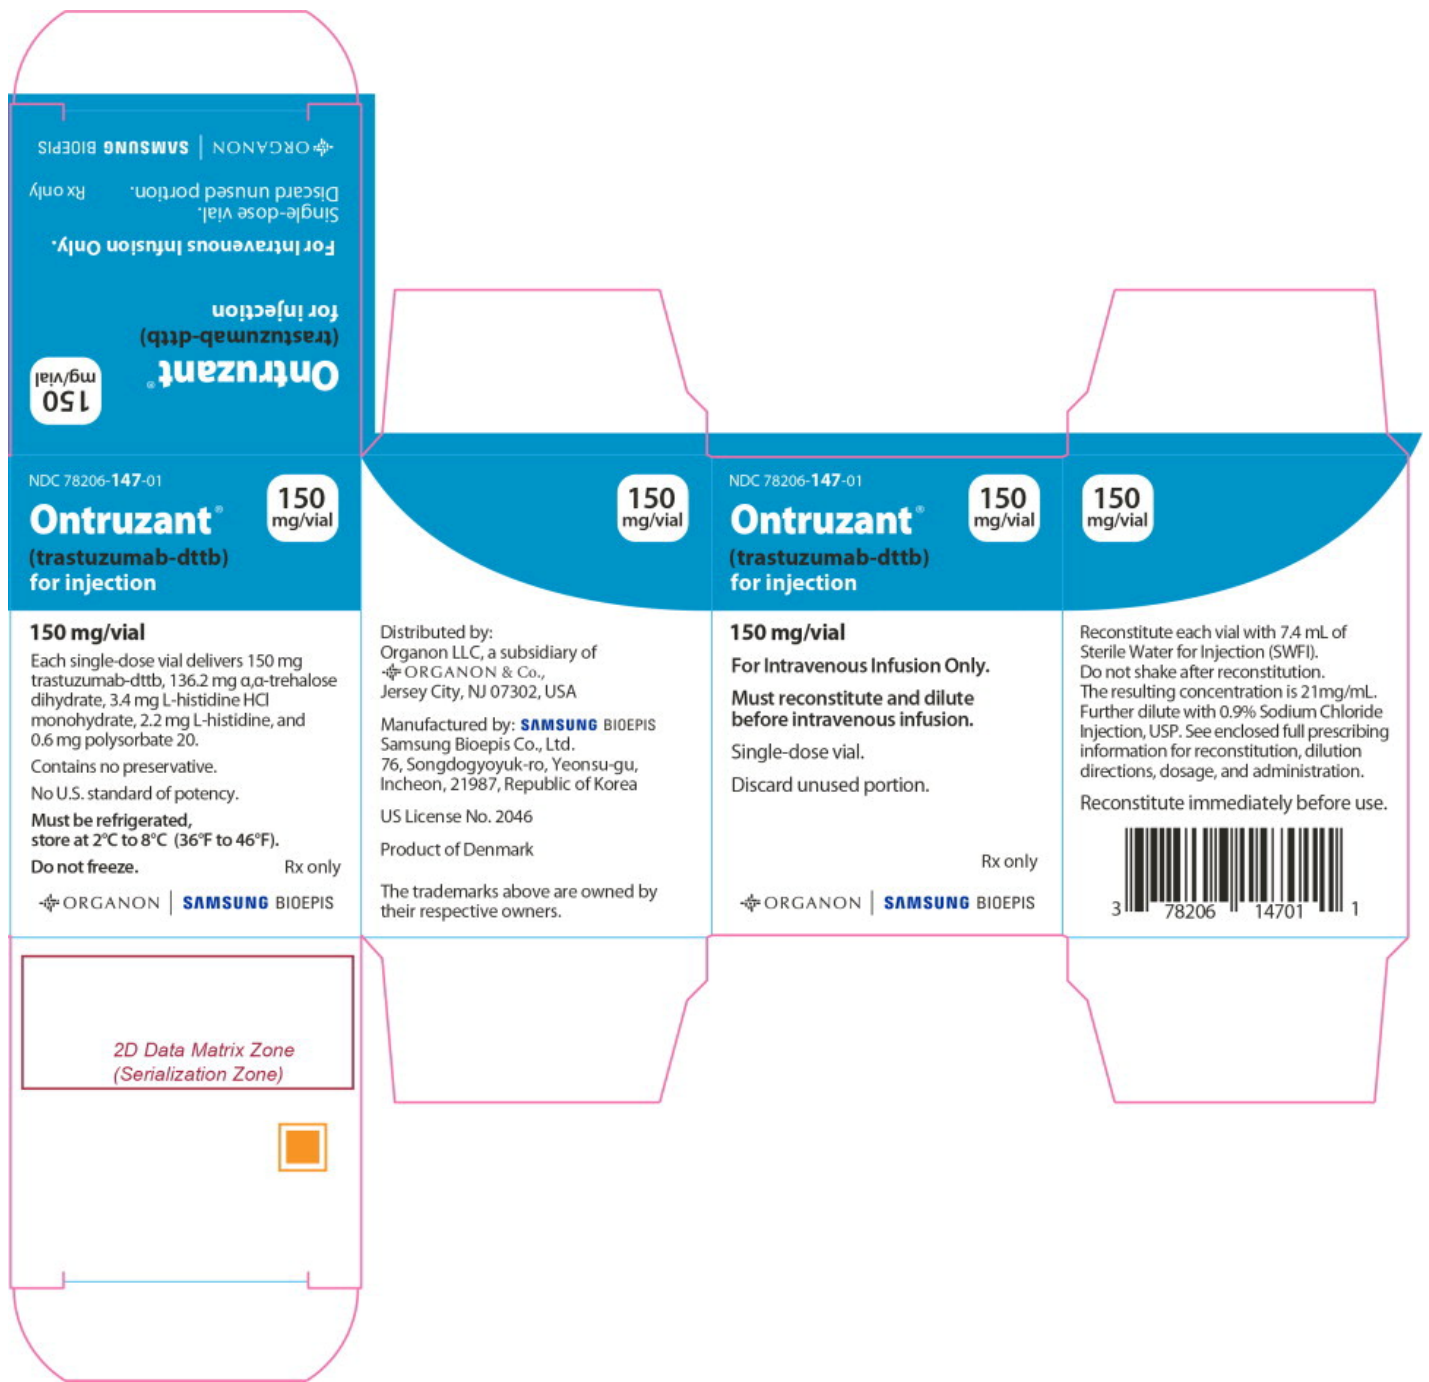 ORGANON | SAMSUNG BIOEPIS
Single-dose vial.
Discard unused portion. Rx only
For Intravenous Infusion Only.
Ontruzant®
(trastuzumab-dttb)
for injection
150
mg/vial
NDC 78206-147-01
Ontruzant®
(trastuzumab-dttb)
for injection
150
mg/vial
150 mg/vial
Each single-dose vial delivers 150 mg
trastuzumab-dttb, 136.2 mg α,α-trehalose
dihydrate, 3.4 mg L-histidine HCl
monohydrate, 2.2 mg L-histidine, and
0.6 mg polysorbate 20.
Contains no preservative.
No U.S. standard of potency.
Must be refrigerated,
store at 2°C to 8°C (36°F to 46°F).
Do not freeze. Rx only
ORGANON | SAMSUNG BIOEPIS
150
mg/vial
Distributed by:
Organon LLC, a subsidiary of
ORGANON & Co.,
Jersey City, NJ 07302, USA
Manufactured by: SAMSUNG BIOEPIS
Samsung Bioepis Co., Ltd.
76, Songdogyoyuk-ro, Yeonsu-gu,
Incheon, 21987, Republic of Korea
US License No. 2046
Product of Denmark
The trademarks above are owned by
their respective owners.
NDC 78206-147-01
Ontruzant®
(trastuzumab-dttb)
for injection
150
mg/vial
150 mg/vial
For Intravenous Infusion Only.
Must reconstitute and dilute
before intravenous infusion.
Single-dose vial.
Discard unused portion.
Rx only
ORGANON | SAMSUNG BIOEPIS
150
mg/vial
Reconstitute each vial with 7.4 mL of
Sterile Water for Injection (SWFI).
Do not shake after reconstitution.
The resulting concentration is 21mg/mL.
Further dilute with 0.9% Sodium Chloride
Injection, USP. See enclosed full prescribing
information for reconstitution, dilution
directions, dosage, and administration.
Reconstitute immediately before use.
3 78206 14701 1
2D Data Matrix Zone
(Serialization Zone)